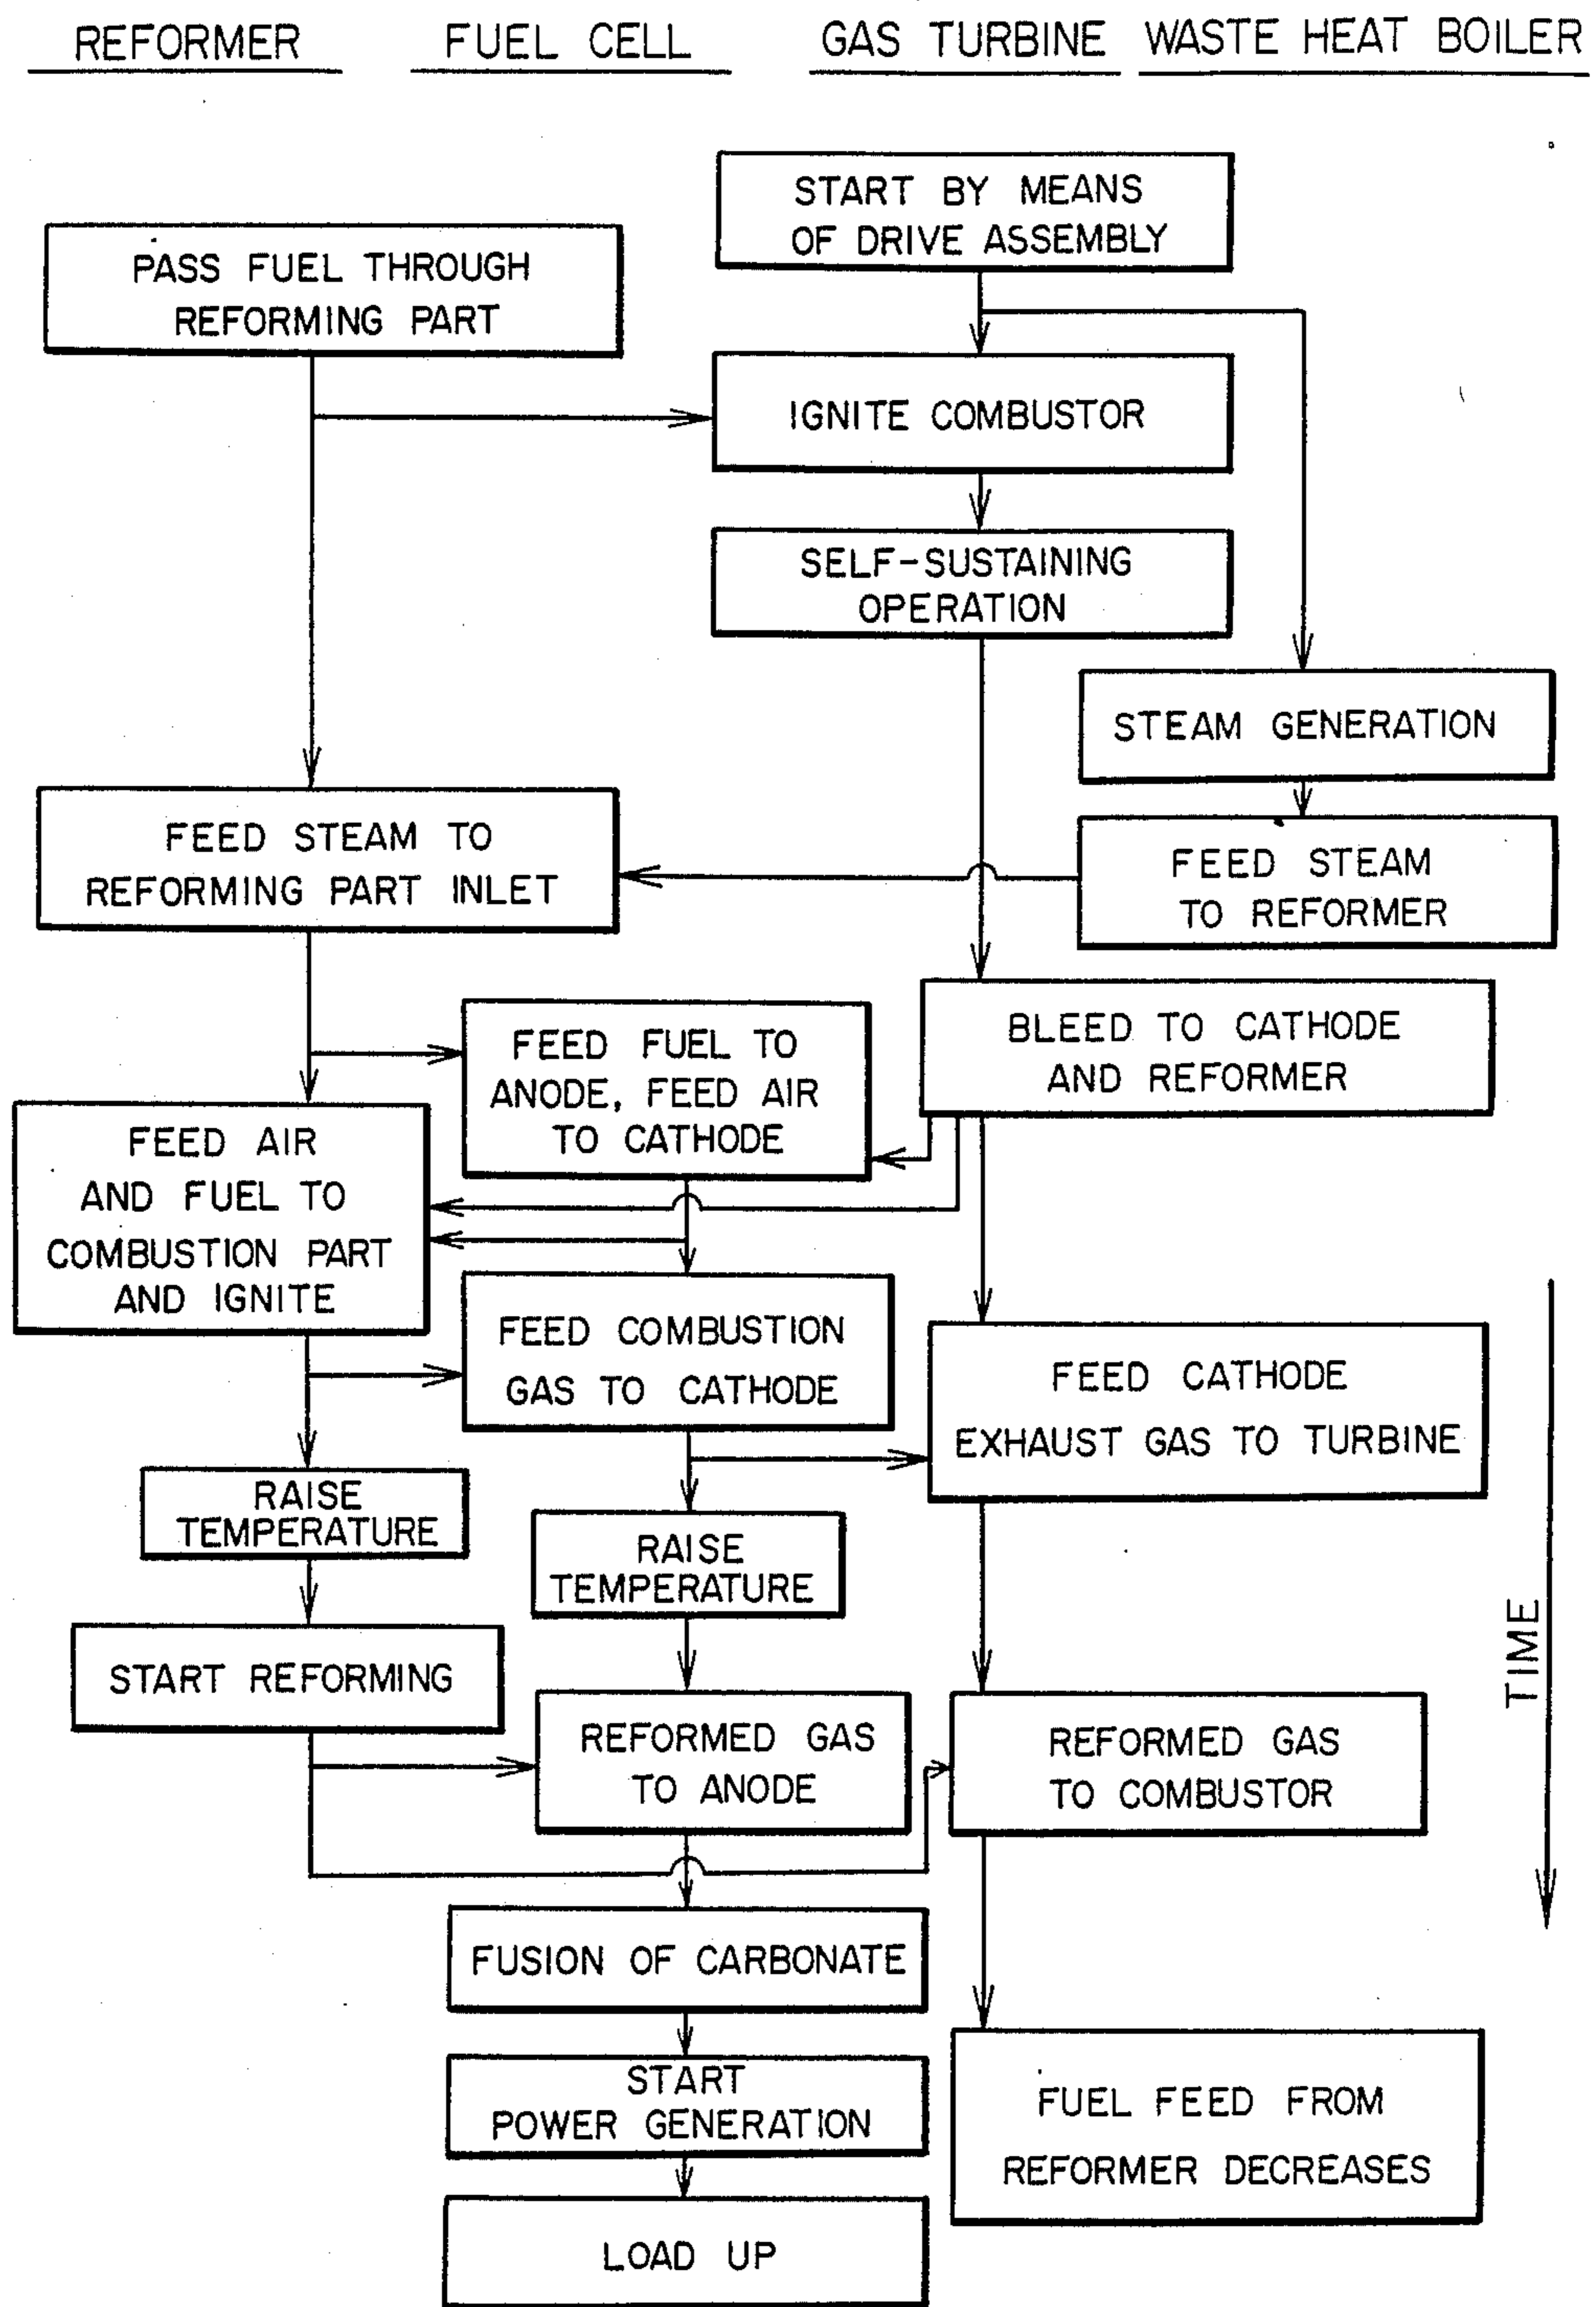 REFORMER FUEL CELL GAS TURBINE WASTE HEAT BOILER
START BY MEANS
OF DRIVE ASSEMBLY
PASS FUEL THROUGH
REFORMING PART
IGNITE COMBUSTOR
SELF-SUSTAINING
OPERATION
STEAM GENERATION
FEED STEAM TO
REFORMING PART INLET
FEED STEAM
TO REFORMER
BLEED TO CATHODE
AND REFORMER
FEED FUEL TO
ANODE, FEED AIR
TO CATHODE
FEED AIR
AND FUEL TO
COMBUSTION PART
AND IGNITE
FEED COMBUSTION
GAS TO CATHODE
FEED CATHODE
EXHAUST GAS TO TURBINE
RAISE
TEMPERATURE
RAISE
TEMPERATURE
TIME
START REFORMING
REFORMED GAS
TO ANODE
REFORMED GAS
TO COMBUSTOR
FUSION OF CARBONATE
START
POWER GENERATION
FUEL FEED FROM
REFORMER DECREASES
LOAD UP